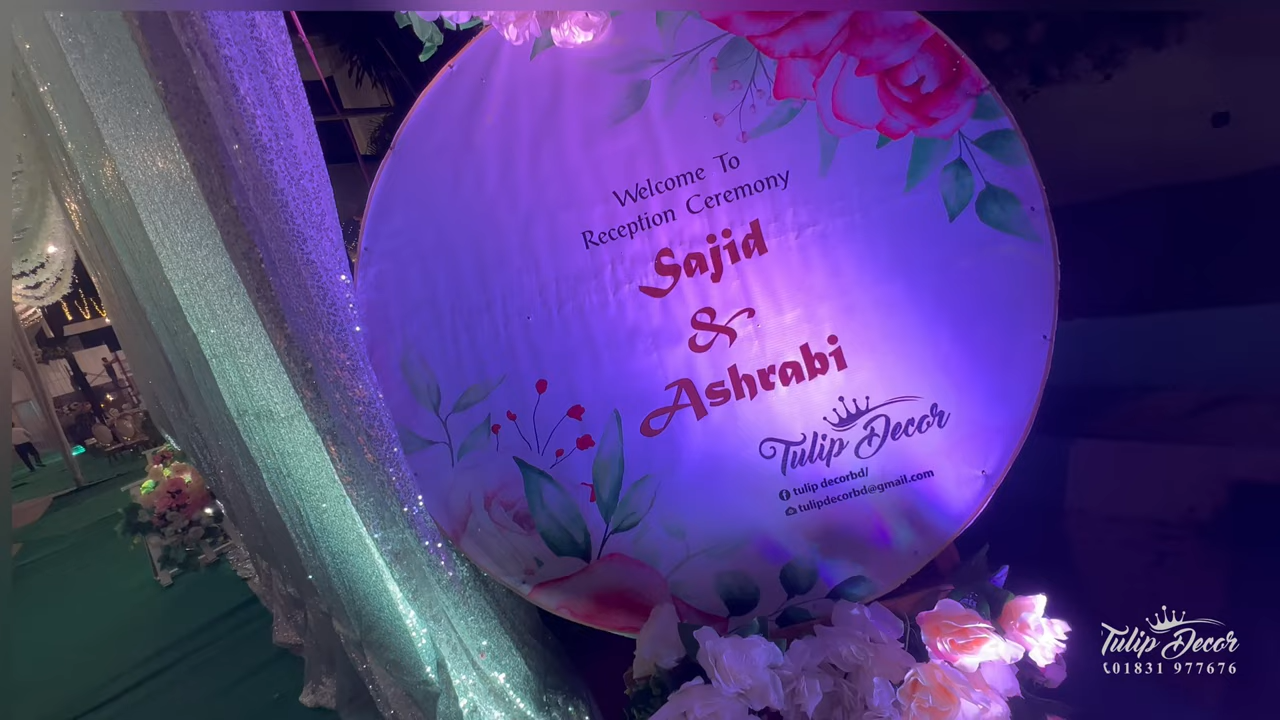 Welcome To
Reception Ceremony
Sajid
&
Ashrabi
Tulip Decor
tulip decorbd/
tulipdecorbd@gmail.com
Tulip Decor
01831 977676